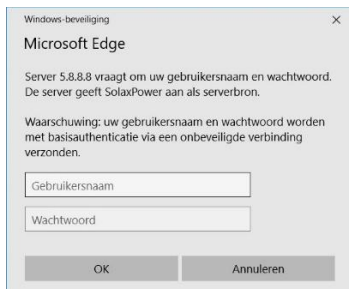 Windows-beveiliging
Microsoft Edge
Server 5.8.8.8 vraagt om uw gebruikersnaam en wachtwoord.
De server geeft SolaxPower aan als serverbron.
Waarschuwing: uw gebruikersnaam en wachtwoord worden
met basisauthenticatie via een onbeveiligde verbinding
verzonden.
Gebruikersnaam
Wachtwoord
OK Annuleren